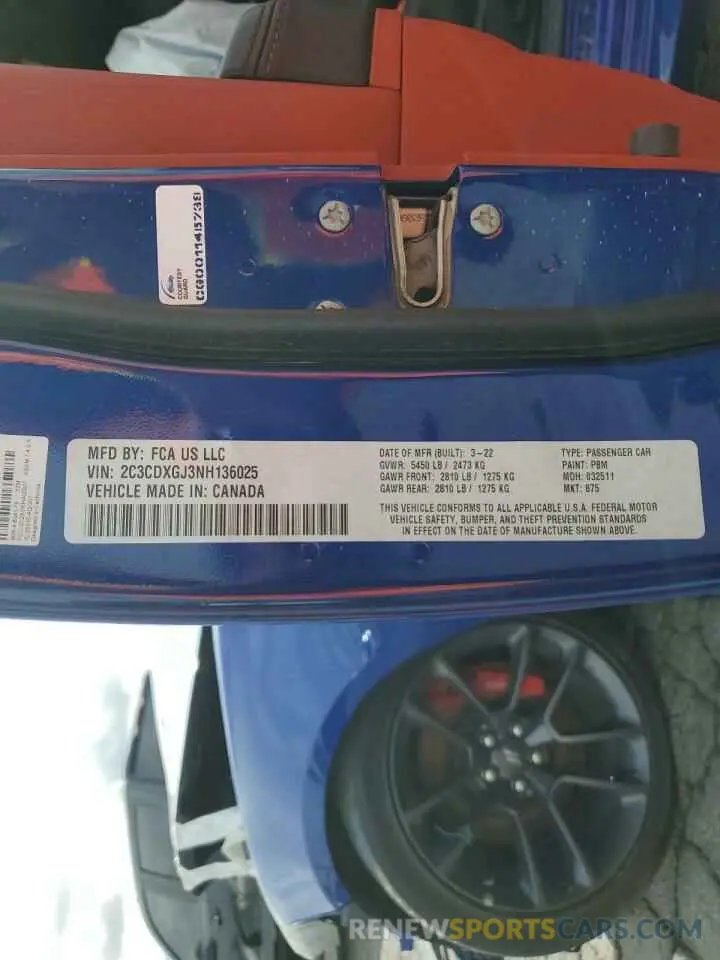 COURTESY
GUARD
CG0001145738
MFD BY: FCA US LLC
VIN: 2C3CDXGJ3NH136025
VEHICLE MADE IN: CANADA
DATE OF MFR (BUILT): 3-22
GVWR: 5450 LB / 2473 KG
GAWR FRONT: 2810 LB / 1275 KG
GAWR REAR: 2810 LB / 1275 KG
TYPE: PASSENGER CAR
PAINT: PBM
MDH: 032511
MKT: 875
THIS VEHICLE CONFORMS TO ALL APPLICABLE U.S.A. FEDERAL MOTOR
VEHICLE SAFETY, BUMPER, AND THEFT PREVENTION STANDARDS
IN EFFECT ON THE DATE OF MANUFACTURE SHOWN ABOVE.
RENEWSPORTSCARS.COM